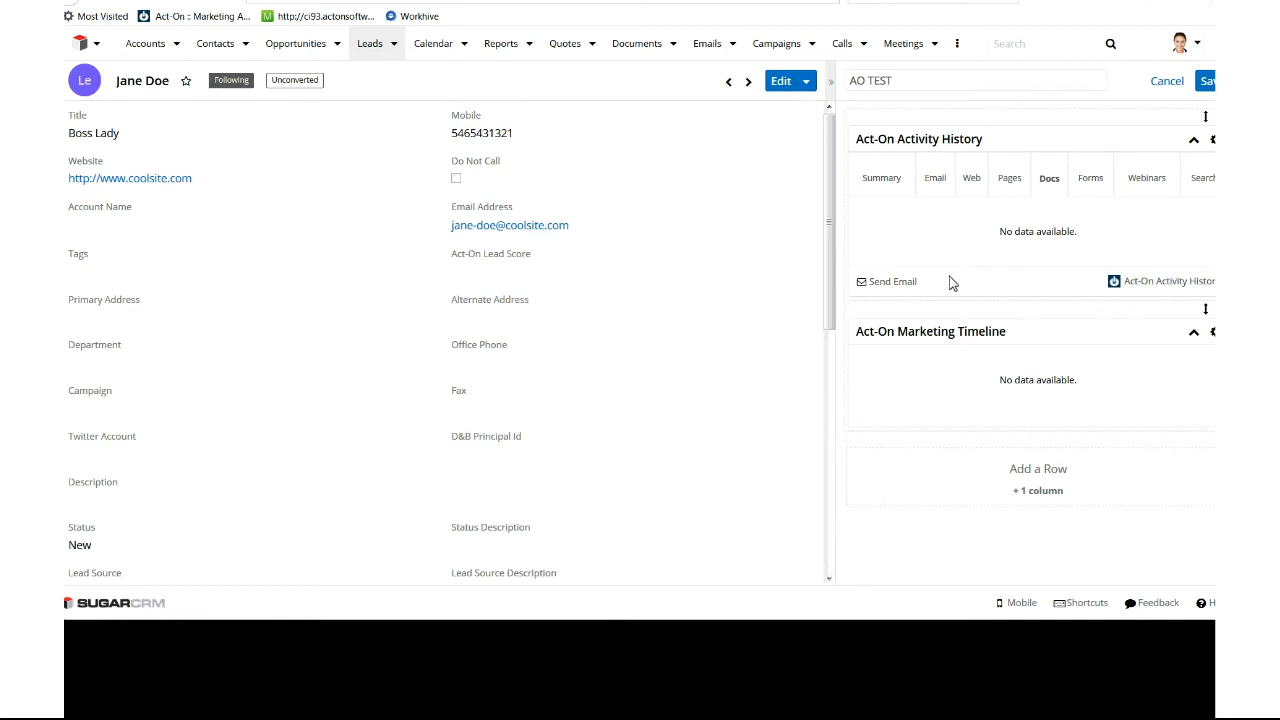 Most Visited Act-On :: Marketing A... http://ci93.actonsoftw... Workhive
Accounts Contacts Opportunities Leads Calendar Reports Quotes Documents Emails Campaigns Calls Meetings Search
Le Jane Doe Following Unconverted Edit AO TEST Cancel Sav
Title
Boss Lady
Mobile
5465431321
Website
http://www.coolsite.com
Do Not Call
Account Name
Email Address
jane-doe@coolsite.com
Tags
Act-On Lead Score
Primary Address
Alternate Address
Department
Office Phone
Campaign
Fax
Twitter Account
D&B Principal Id
Description
Status
New
Status Description
Lead Source
Lead Source Description
Act-On Activity History
Summary Email Web Pages Docs Forms Webinars Search
No data available.
Send Email Act-On Activity Histor
Act-On Marketing Timeline
No data available.
Add a Row
+ 1 column
SUGARCRM Mobile Shortcuts Feedback H